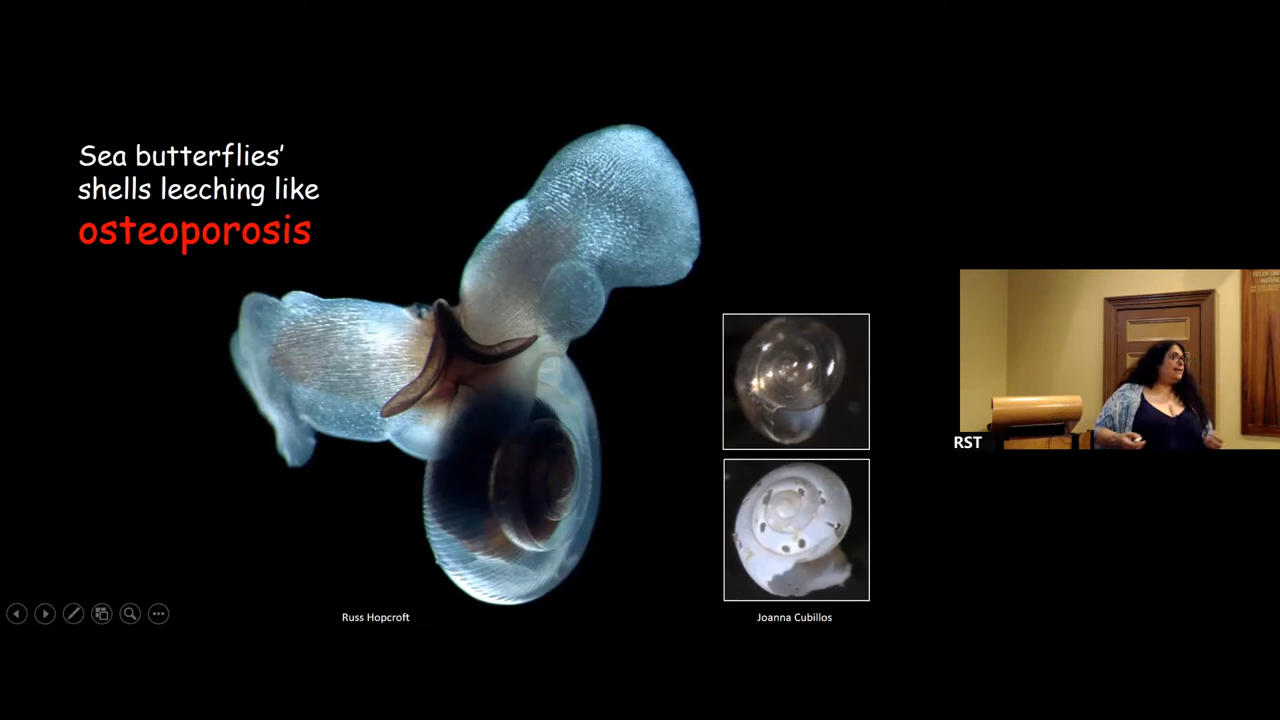 Sea butterflies'
shells leeching like
osteoporosis
RST
Russ Hopcroft
Joanna Cubillos